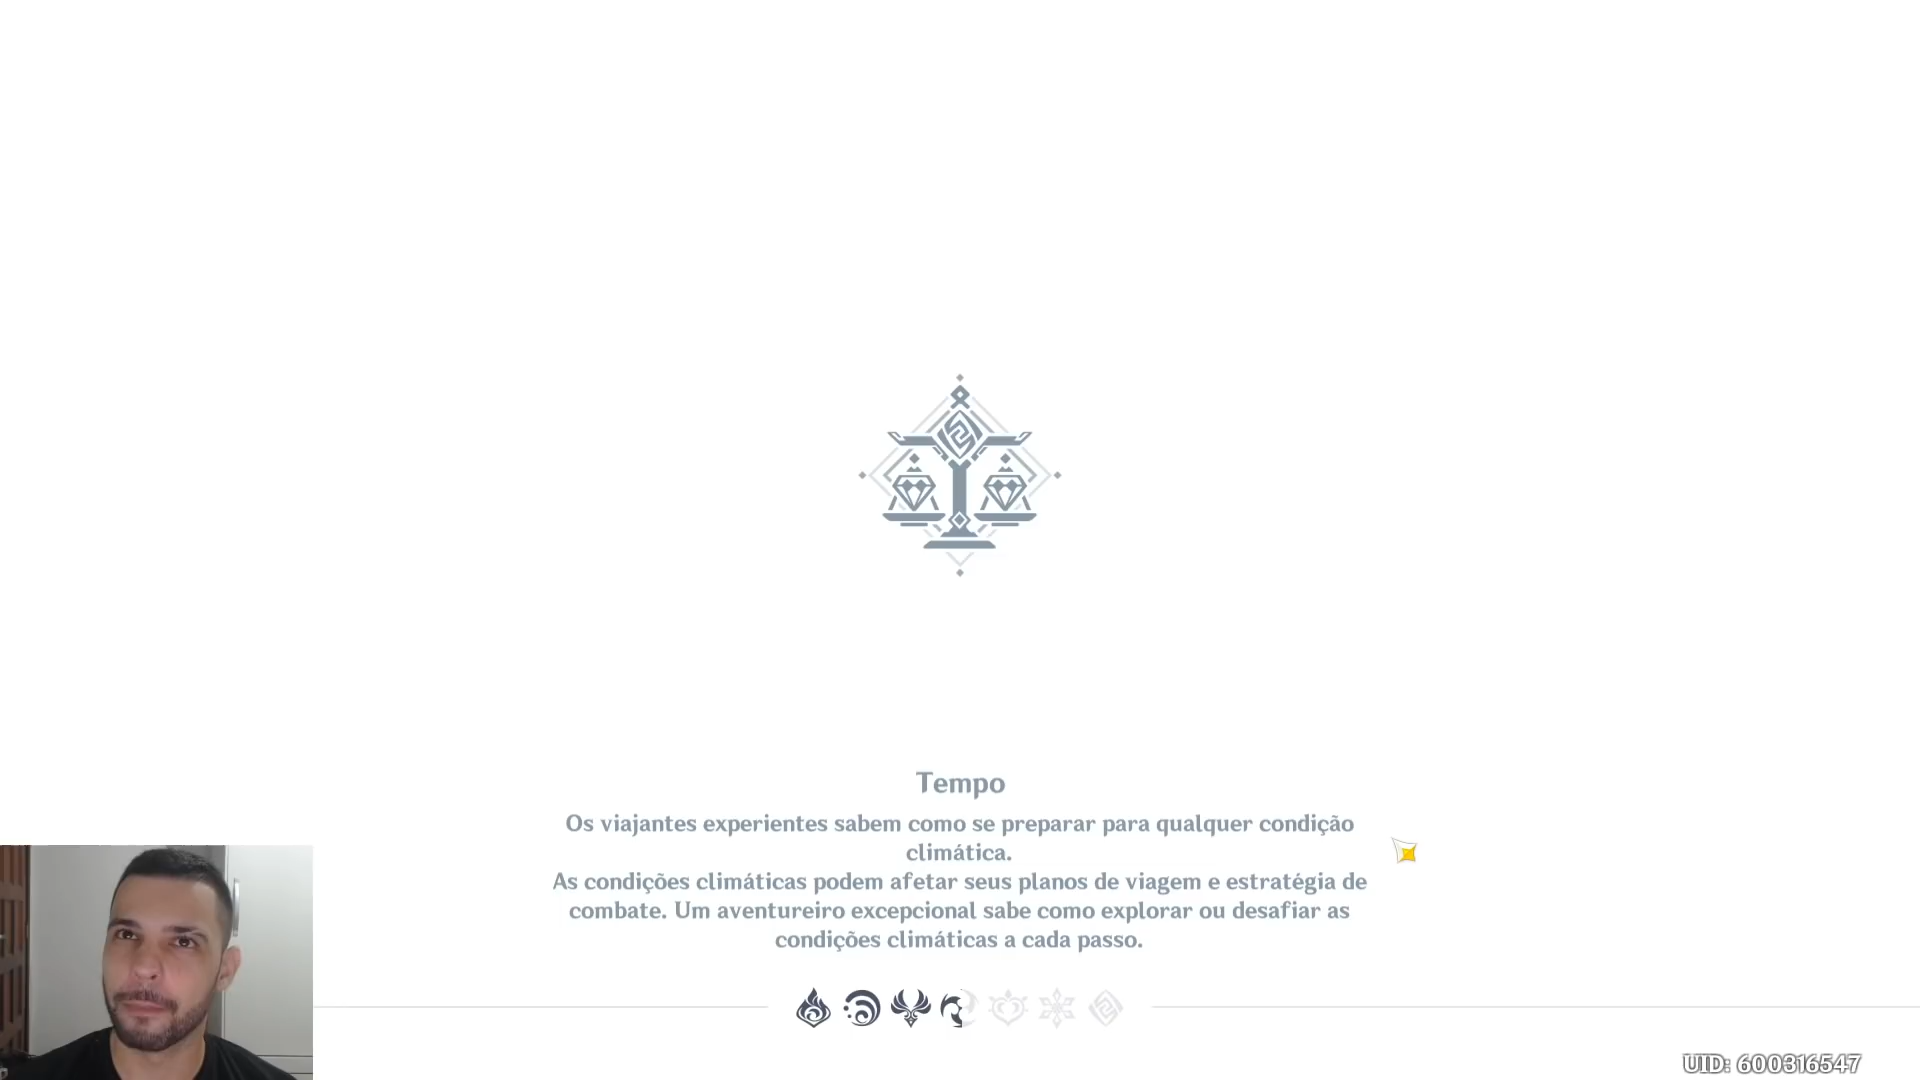 Tempo
Os viajantes experientes sabem como se preparar para qualquer condição
climática.
As condições climáticas podem afetar seus planos de viagem e estratégia de
combate. Um aventureiro excepcional sabe como explorar ou desafiar as
condições climáticas a cada passo.
UID: 600316547